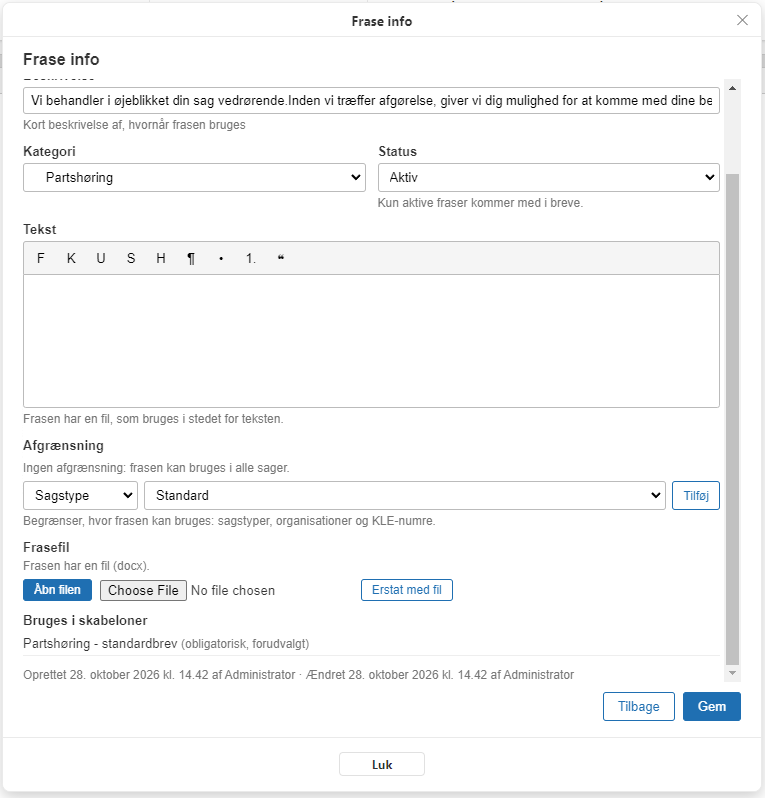 Frase info
Frase info
Beskrivelse
Vi behandler i øjeblikket din sag vedrørende.Inden vi træffer afgørelse, giver vi dig mulighed for at komme med dine be
Kort beskrivelse af, hvornår frasen bruges
Kategori Status
Partshøring Aktiv
Kun aktive fraser kommer med i breve.
Tekst
F K U S H ¶ • 1. ❝
Frasen har en fil, som bruges i stedet for teksten.
Afgrænsning
Ingen afgrænsning: frasen kan bruges i alle sager.
Sagstype Standard Tilføj
Begrænser, hvor frasen kan bruges: sagstyper, organisationer og KLE-numre.
Frasefil
Frasen har en fil (docx).
Åbn filen Choose File No file chosen Erstat med fil
Bruges i skabeloner
Partshøring - standardbrev (obligatorisk, forudvalgt)
Oprettet 28. oktober 2026 kl. 14.42 af Administrator · Ændret 28. oktober 2026 kl. 14.42 af Administrator
Tilbage Gem
Luk